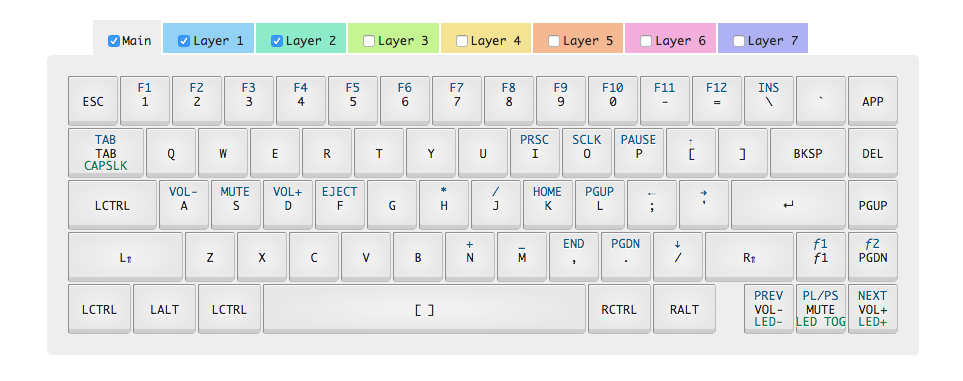 Main Layer 1 Layer 2 Layer 3 Layer 4 Layer 5 Layer 6 Layer 7
F1 F2 F3 F4 F5 F6 F7 F8 F9 F10 F11 F12 INS
ESC 1 2 3 4 5 6 7 8 9 0 - = \ ` APP
TAB PRSC SCLK PAUSE ↑
TAB Q W E R T Y U I O P [ ] BKSP DEL
CAPSLK
VOL- MUTE VOL+ EJECT * / HOME PGUP ← →
LCTRL A S D F G H J K L ; ' ↵ PGUP
+ _ END PGDN ↓ ƒ1 ƒ2
L⇑ Z X C V B N M , . / R⇑ ƒ1 PGDN
PREV PL/PS NEXT
LCTRL LALT LCTRL [ ] RCTRL RALT VOL- MUTE VOL+
LED- LED TOG LED+